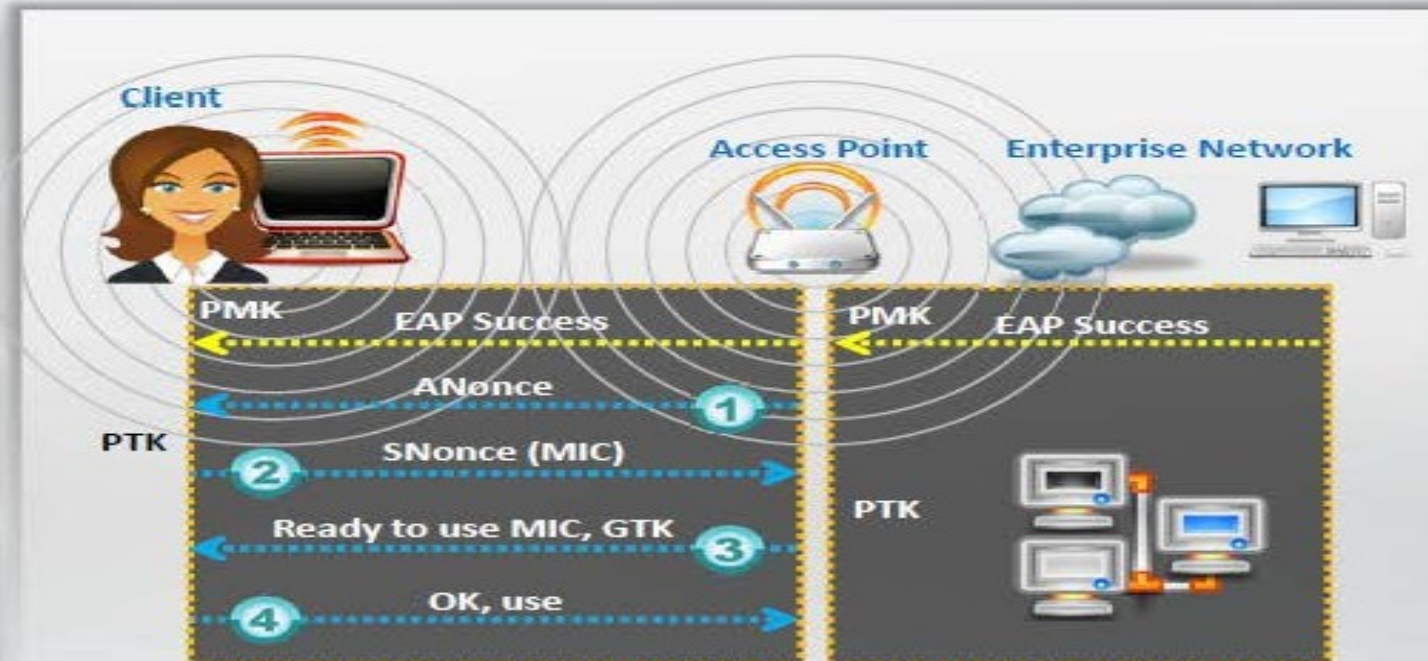 Client
Access Point
Enterprise Network
PMK
EAP Success
PMK
EAP Success
ANonce
1
PTK
SNonce (MIC)
2
Ready to use MIC, GTK
3
PTK
OK, use
4